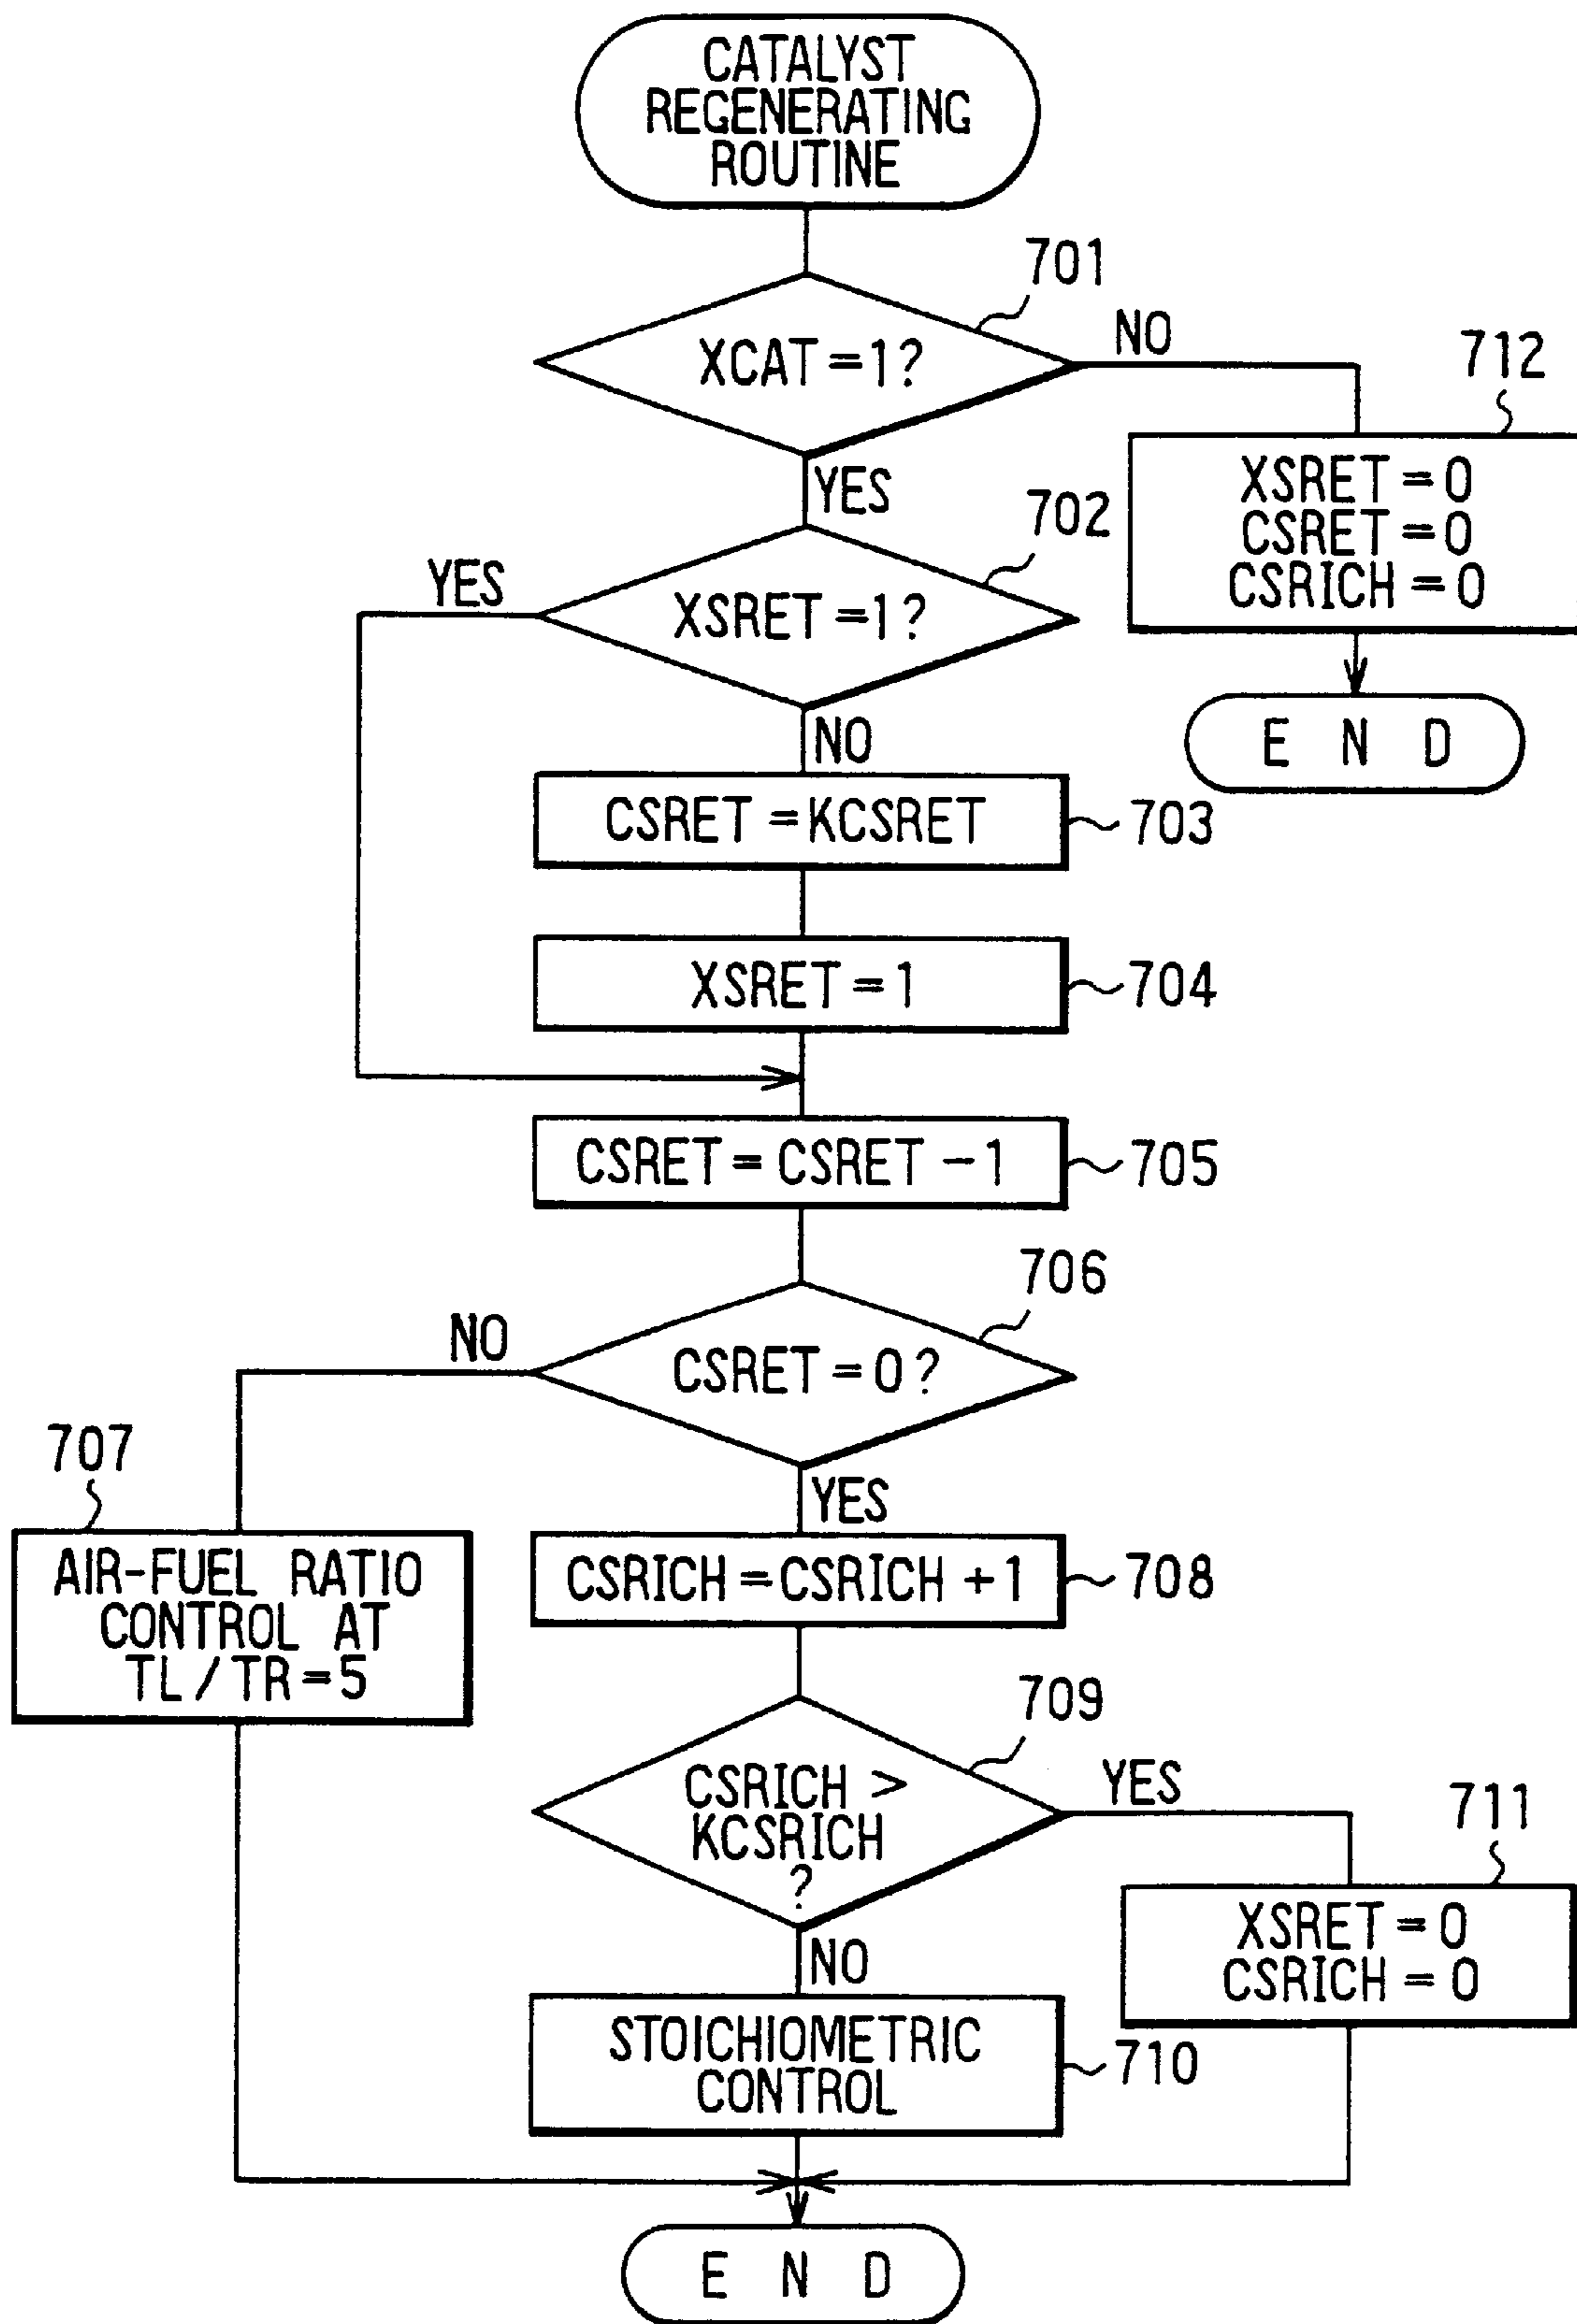 CATALYST
REGENERATING
ROUTINE
701
XCAT = 1?
NO
712
YES
XSRET = 0
CSRET = 0
CSRICH = 0
702
YES
XSRET = 1?
E N D
NO
CSRET = KCSRET
703
XSRET = 1
704
CSRET = CSRET - 1
705
706
NO
CSRET = 0?
707
YES
AIR-FUEL RATIO
CONTROL AT
TL/TR = 5
CSRICH = CSRICH + 1
708
709
CSRICH >
KCSRICH
?
YES
711
NO
XSRET = 0
CSRICH = 0
STOICHIOMETRIC
CONTROL
710
E N D